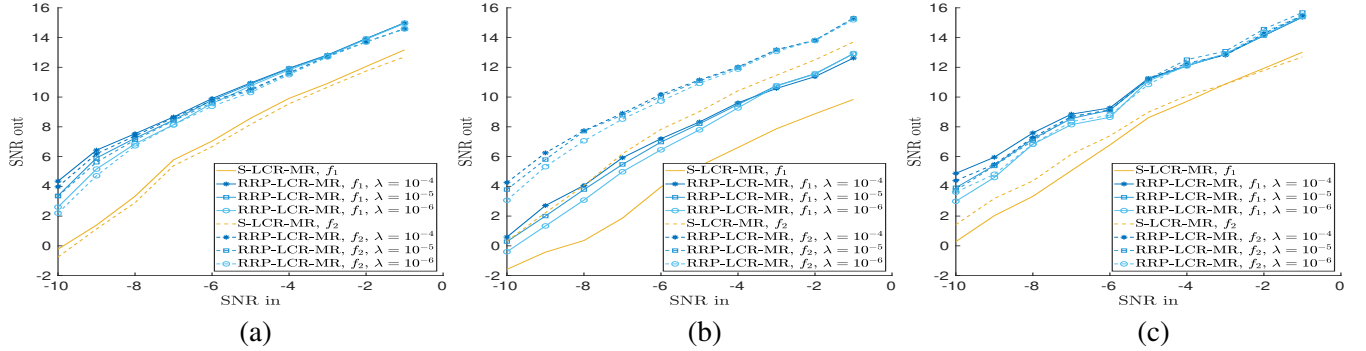 16
14
12
10
8
6
4
2
0
-2
SNR out
-10
-8
-6
-4
-2
0
SNR in
S-LCR-MR, f₁
RRP-LCR-MR, f₁, λ = 10⁻⁴
RRP-LCR-MR, f₁, λ = 10⁻⁵
RRP-LCR-MR, f₁, λ = 10⁻⁶
S-LCR-MR, f₂
RRP-LCR-MR, f₂, λ = 10⁻⁴
RRP-LCR-MR, f₂, λ = 10⁻⁵
RRP-LCR-MR, f₂, λ = 10⁻⁶
(a)
16
14
12
10
8
6
4
2
0
-2
SNR out
-10
-8
-6
-4
-2
0
SNR in
S-LCR-MR, f₁
RRP-LCR-MR, f₁, λ = 10⁻⁴
RRP-LCR-MR, f₁, λ = 10⁻⁵
RRP-LCR-MR, f₁, λ = 10⁻⁶
S-LCR-MR, f₂
RRP-LCR-MR, f₂, λ = 10⁻⁴
RRP-LCR-MR, f₂, λ = 10⁻⁵
RRP-LCR-MR, f₂, λ = 10⁻⁶
(b)
16
14
12
10
8
6
4
2
0
-2
SNR out
-10
-8
-6
-4
-2
0
SNR in
S-LCR-MR, f₁
RRP-LCR-MR, f₁, λ = 10⁻⁴
RRP-LCR-MR, f₁, λ = 10⁻⁵
RRP-LCR-MR, f₁, λ = 10⁻⁶
S-LCR-MR, f₂
RRP-LCR-MR, f₂, λ = 10⁻⁴
RRP-LCR-MR, f₂, λ = 10⁻⁵
RRP-LCR-MR, f₂, λ = 10⁻⁶
(c)